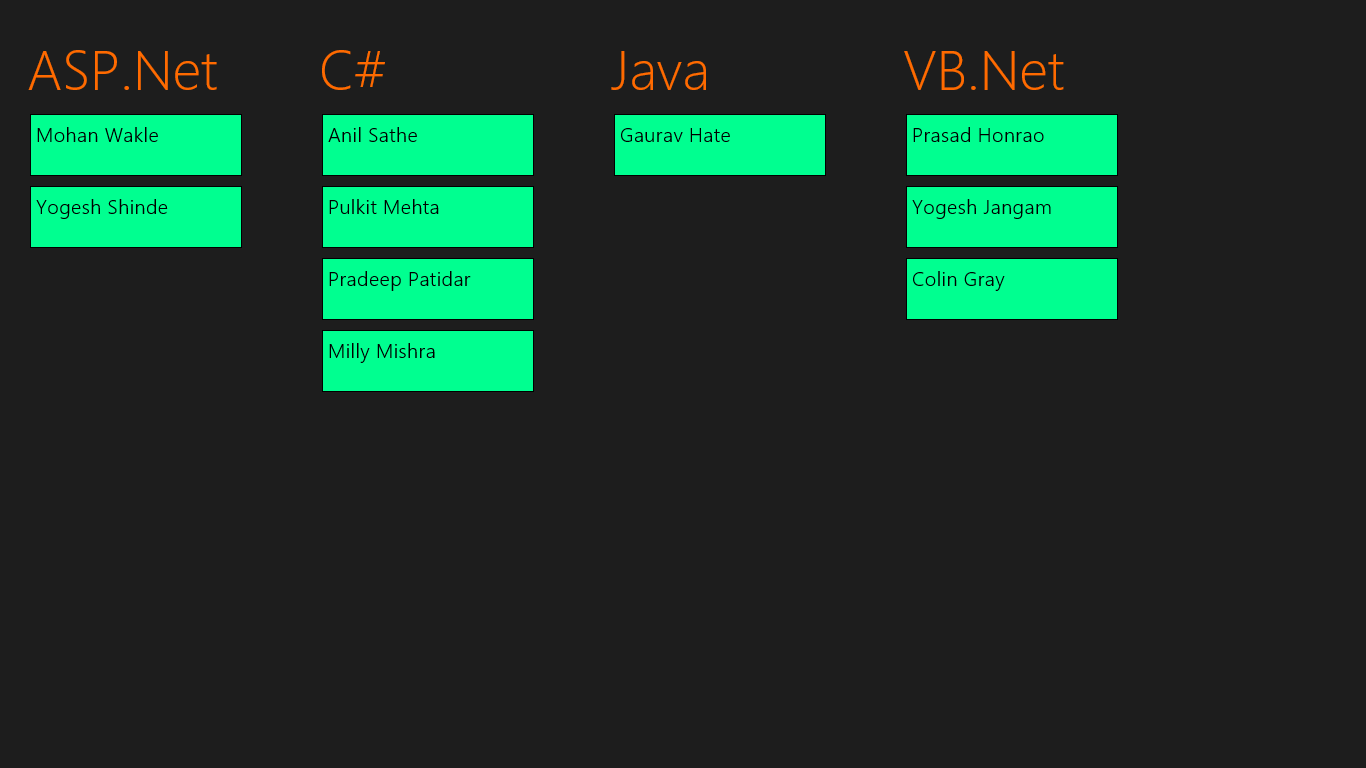 ASP.Net
Mohan Wakle
Yogesh Shinde
C#
Anil Sathe
Pulkit Mehta
Pradeep Patidar
Milly Mishra
Java
Gaurav Hate
VB.Net
Prasad Honrao
Yogesh Jangam
Colin Gray